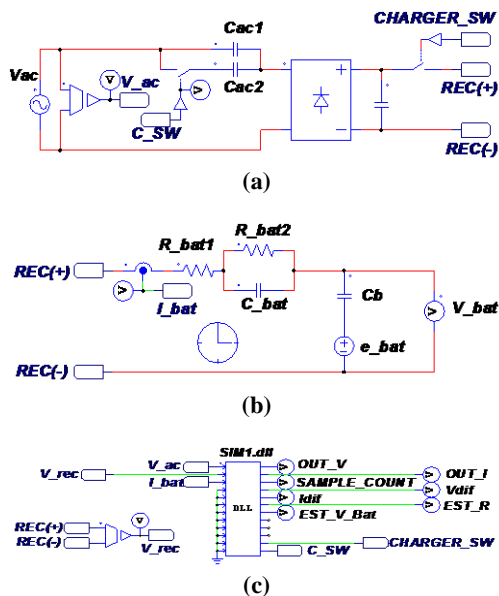 Cac1
CHARGER_SW
Vac
V_ac
Cac2
C_SW
REC(+)
REC(-)
(a)
R_bat2
R_bat1
REC(+)
I_bat
C_bat
Cb
V_bat
e_bat
REC(-)
(b)
SIM1.dll
V_rec
V_ac
I_bat
OUT_V
OUT_I
SAMPLE_COUNT
Vdif
Idif
EST_R
EST_V_Bat
DLL
REC(+)
REC(-)
V_rec
C_SW
CHARGER_SW
(c)